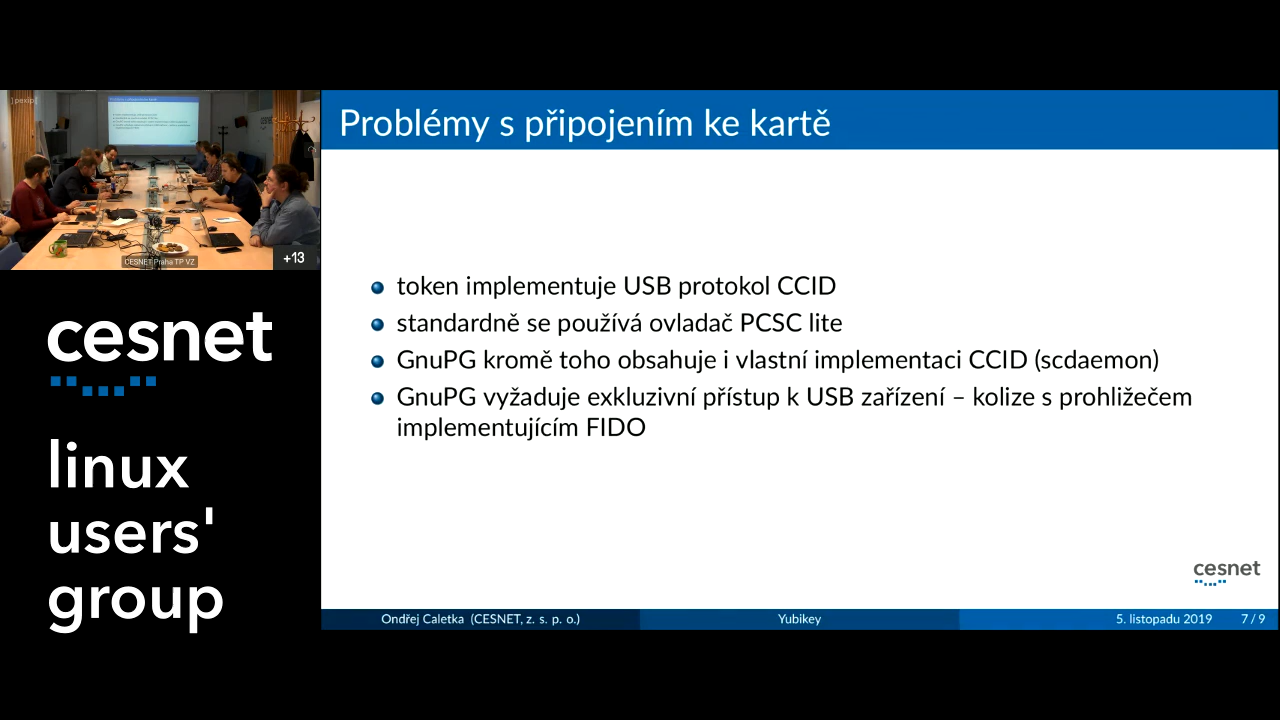 ]pexip[
CESNET Praha TP VZ
+13
cesnet
linux
users'
group
Problémy s připojením ke kartě
token implementuje USB protokol CCID
standardně se používá ovladač PCSC lite
GnuPG kromě toho obsahuje i vlastní implementaci CCID (scdaemon)
GnuPG vyžaduje exkluzivní přístup k USB zařízení – kolize s prohližečem
implementujícím FIDO
cesnet
Ondřej Caletka (CESNET, z. s. p. o.)
Yubikey
5. listopadu 2019
7 / 9